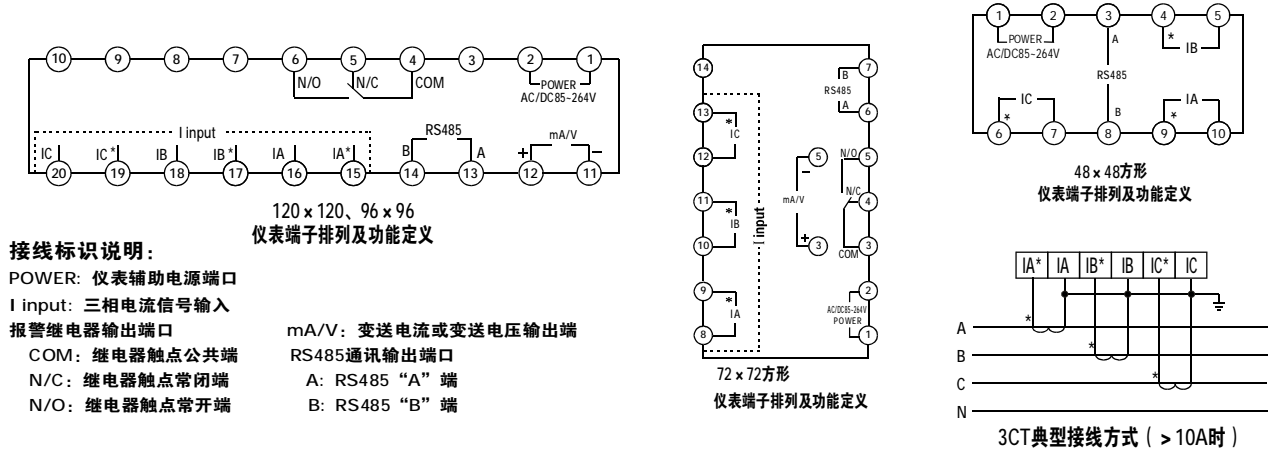 10 9 8 7 6 5 4 3 2 1
N/O N/C COM POWER
AC/DC85~264V
I input RS485 mA/V
IC IC* IB IB* IA IA* B A + −
20 19 18 17 16 15 14 13 12 11
120×120、96×96
仪表端子排列及功能定义
接线标识说明：
POWER: 仪表辅助电源端口
I input: 三相电流信号输入
报警继电器输出端口
COM：继电器触点公共端
N/C：继电器触点常闭端
N/O：继电器触点常开端
mA/V：变送电流或变送电压输出端
RS485通讯输出端口
A: RS485 “A”端
B: RS485 “B”端
14 7
B
RS485
13 A 6
* IC
12 5 N/O 5
−
N/C
11 mA/V 4
* IB
I input
10 + 3 COM 3
9 2
* IA AC/DC85~264V
POWER
8 1
72×72方形
仪表端子排列及功能定义
1 2 3 4 5
POWER A * IB
AC/DC85~264V
RS485
IC B IA
* *
6 7 8 9 10
48×48方形
仪表端子排列及功能定义
IA* IA IB* IB IC* IC
*
A
*
B
*
C
N
3CT典型接线方式（＞10A时）